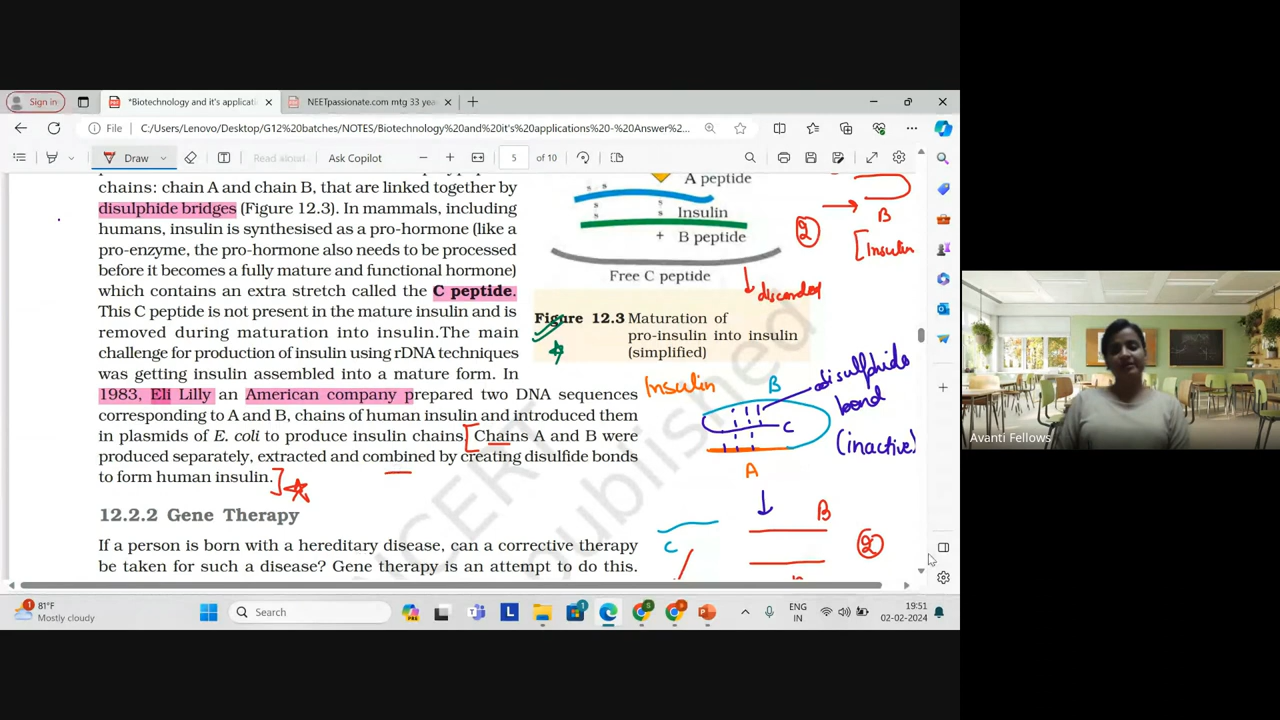 Sign in
*Biotechnology and it's applicati
NEETpassionate.com mtg 33 yea
File
C:/Users/Lenovo/Desktop/G12%20batches/NOTES/Biotechnology%20and%20it's%20applications%20-%20Answer%2...
Draw
Read aloud
Ask Copilot
5 of 10
chains: chain A and chain B, that are linked together by
disulphide bridges (Figure 12.3). In mammals, including
humans, insulin is synthesised as a pro-hormone (like a
pro-enzyme, the pro-hormone also needs to be processed
before it becomes a fully mature and functional hormone)
which contains an extra stretch called the C peptide.
This C peptide is not present in the mature insulin and is
removed during maturation into insulin.The main
challenge for production of insulin using rDNA techniques
was getting insulin assembled into a mature form. In
1983, Eli Lilly an American company prepared two DNA sequences
corresponding to A and B, chains of human insulin and introduced them
in plasmids of E. coli to produce insulin chains. Chains A and B were
produced separately, extracted and combined by creating disulfide bonds
to form human insulin.
12.2.2 Gene Therapy
If a person is born with a hereditary disease, can a corrective therapy
be taken for such a disease? Gene therapy is an attempt to do this.
A peptide
s s
s s
s s
Insulin
+ B peptide
Free C peptide
discarded
Figure 12.3 Maturation of
pro-insulin into insulin
(simplified)
B
2
[Insulin
Insulin
B
disulphide
bond
(inactive)
C
A
B
C
2
NCERT
published
Avanti Fellows
81°F
Mostly cloudy
Search
ENG
IN
19:51
02-02-2024